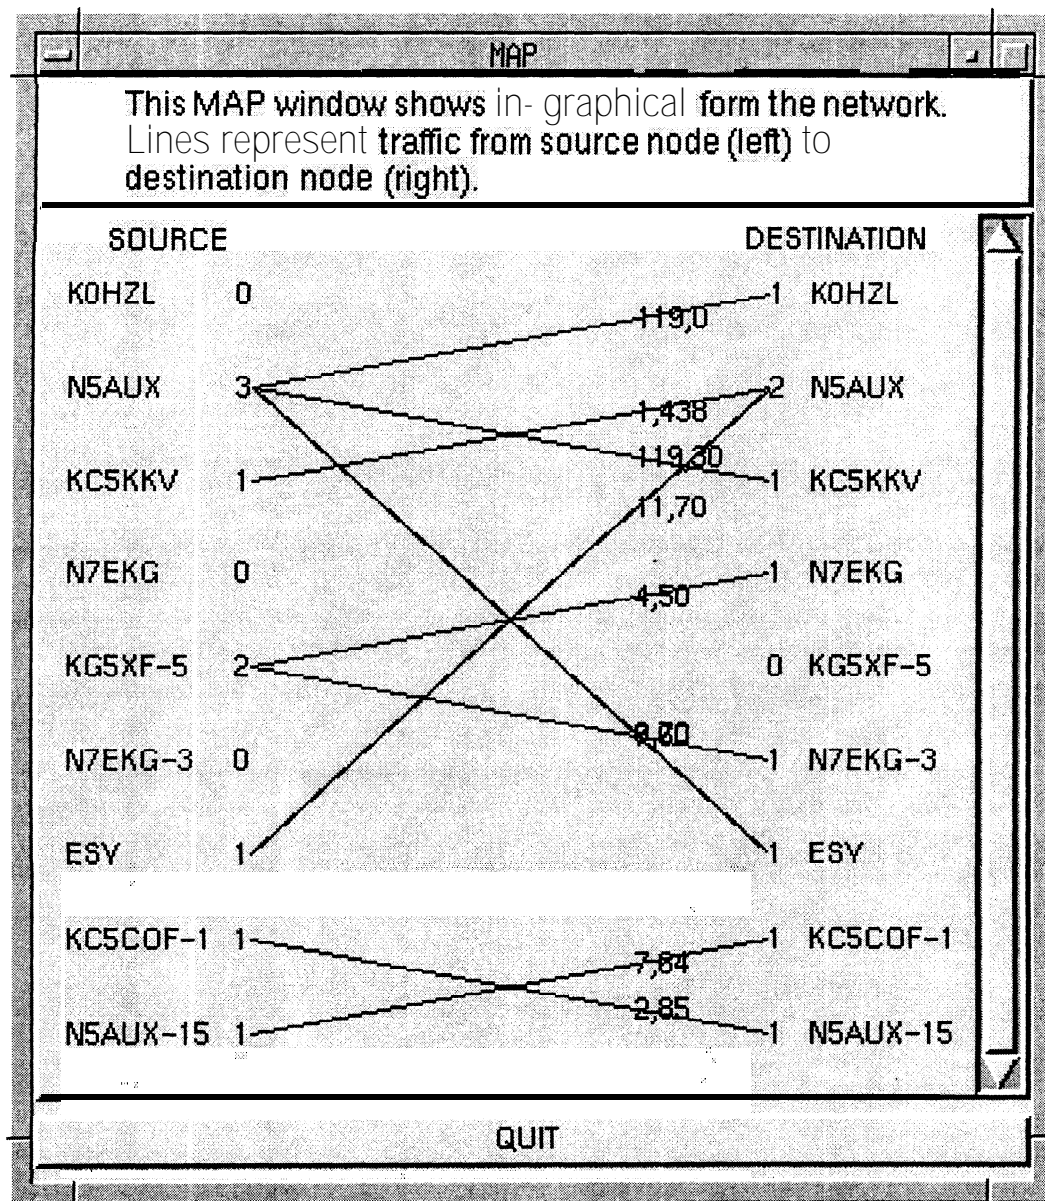 MAP
This MAP window shows in- graphical form the network.
Lines represent traffic from source node (left) to
destination node (right).
SOURCE DESTINATION
K0HZL 0 1 K0HZL
119,0
N5AUX 3 2 N5AUX
1,438
119,30
KC5KKV 1 1 KC5KKV
11,70
N7EKG 0 1 N7EKG
4,50
KG5XF-5 2 0 KG5XF-5
N7EKG-3 0 1 N7EKG-3
ESY 1 1 ESY
KC5COF-1 1 1 KC5COF-1
7,64
2,85
N5AUX-15 1 1 N5AUX-15
QUIT